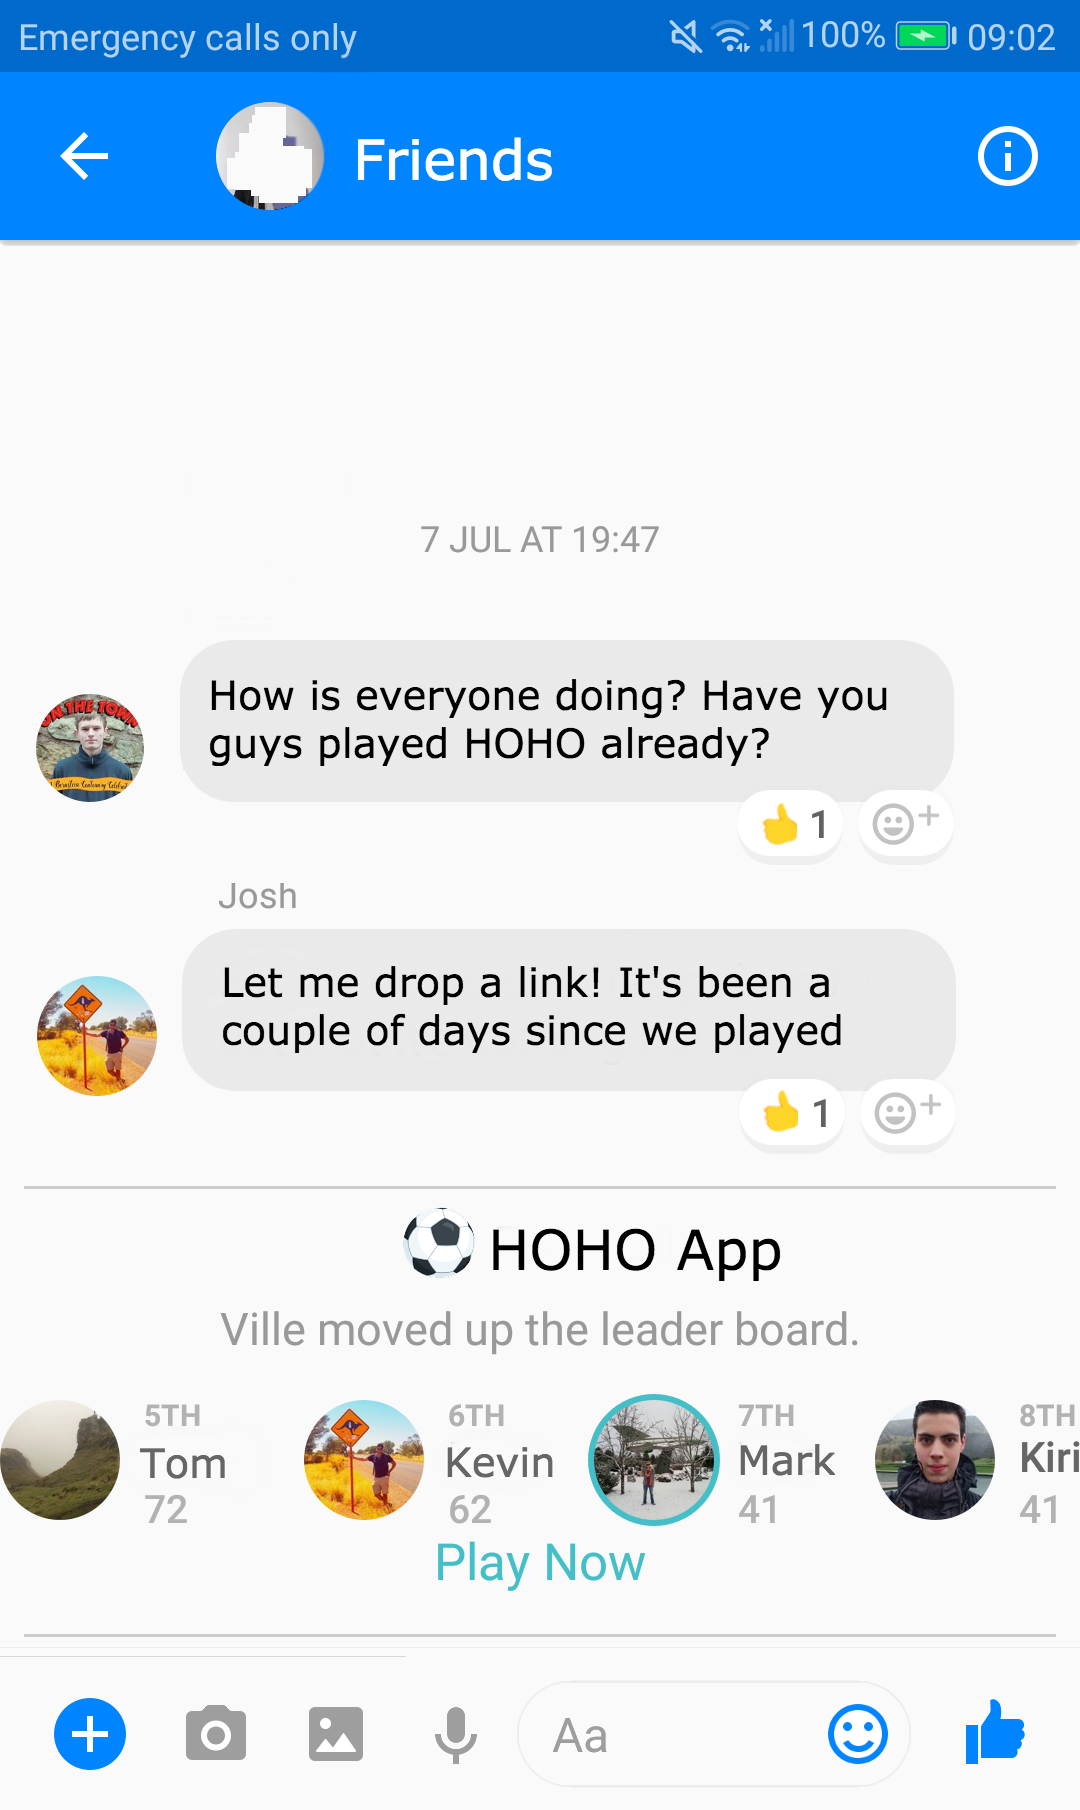 Emergency calls only 100% 09:02
Friends
7 JUL AT 19:47
How is everyone doing? Have you
guys played HOHO already?
1
Josh
Let me drop a link! It's been a
couple of days since we played
1
HOHO App
Ville moved up the leader board.
5TH
Tom
72
6TH
Kevin
62
7TH
Mark
41
8TH
Kiri
41
Play Now
Aa